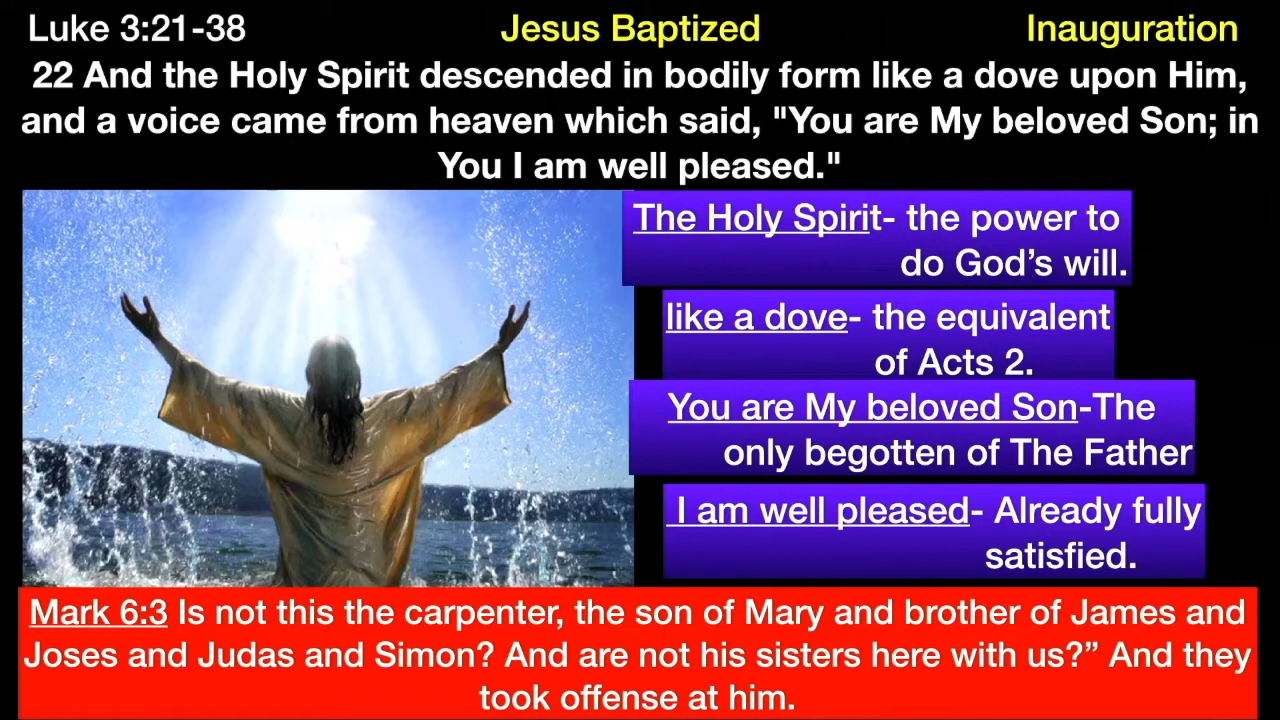 Luke 3:21-38 Jesus Baptized Inauguration
22 And the Holy Spirit descended in bodily form like a dove upon Him,
and a voice came from heaven which said, "You are My beloved Son; in
You I am well pleased."
The Holy Spirit- the power to
do God’s will.
like a dove- the equivalent
of Acts 2.
You are My beloved Son-The
only begotten of The Father
I am well pleased- Already fully
satisfied.
Mark 6:3 Is not this the carpenter, the son of Mary and brother of James and
Joses and Judas and Simon? And are not his sisters here with us?” And they
took offense at him.